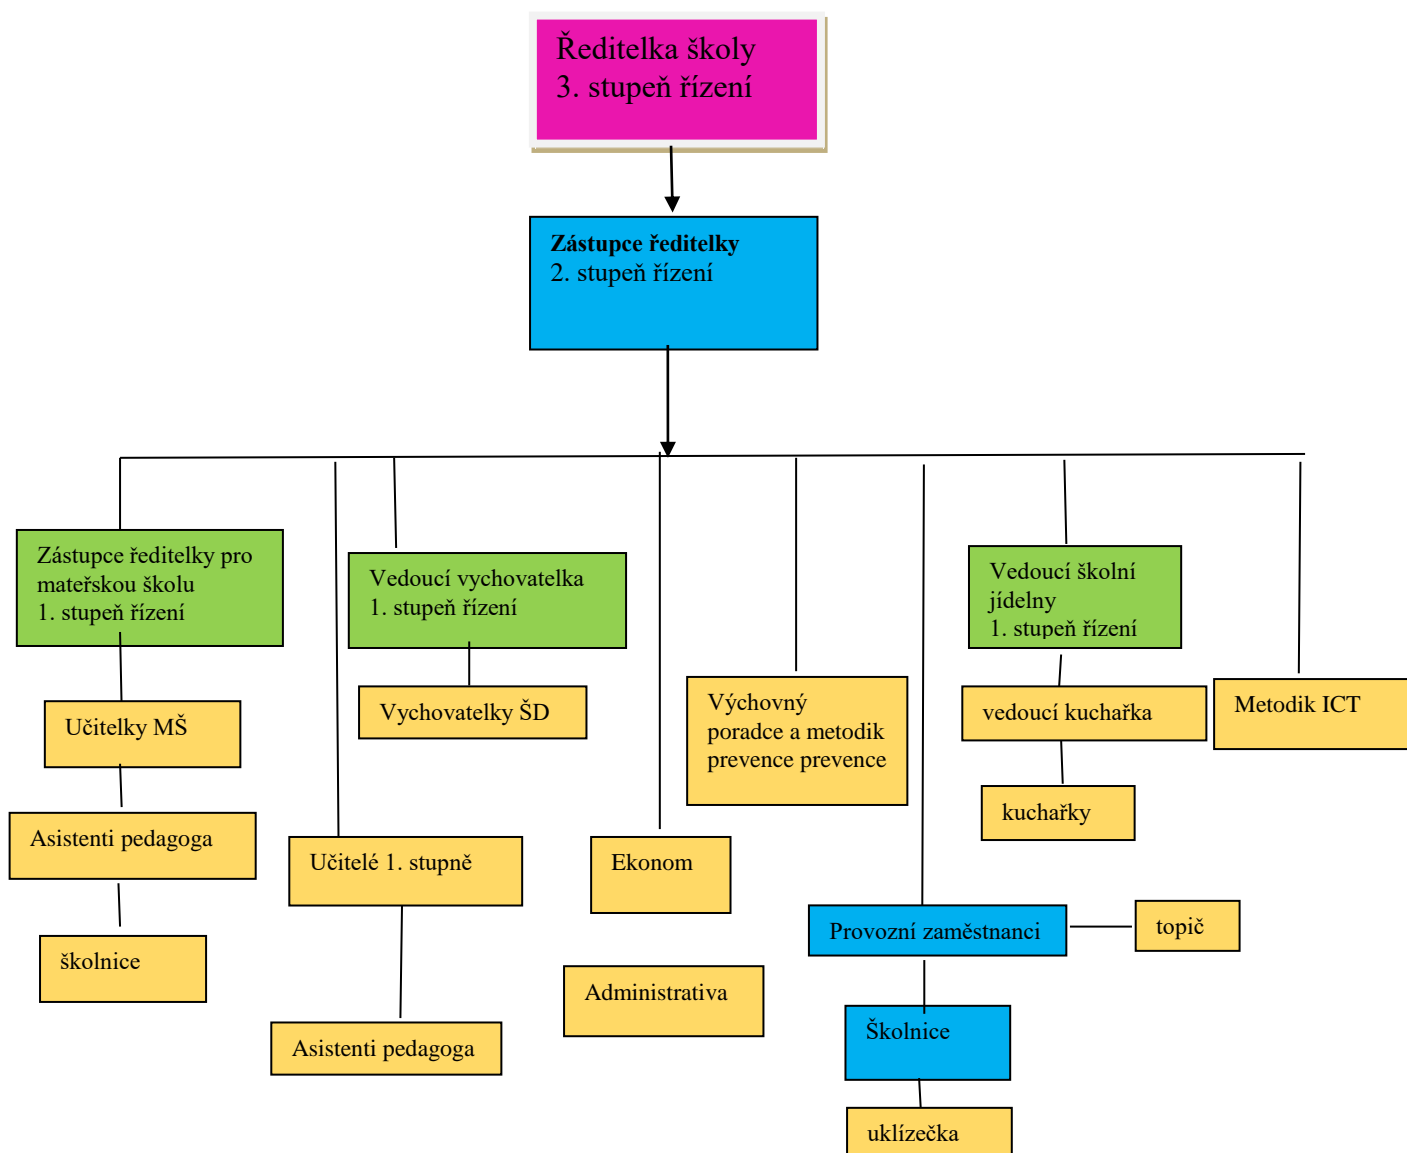 Ředitelka školy
3. stupeň řízení
Zástupce ředitelky
2. stupeň řízení
Zástupce ředitelky pro
mateřskou školu
1. stupeň řízení
Vedoucí vychovatelka
1. stupeň řízení
Vedoucí školní
jídelny
1. stupeň řízení
Učitelky MŠ
Vychovatelky ŠD
Výchovný
poradce a metodik
prevence prevence
vedoucí kuchařka
Metodik ICT
kuchařky
Asistenti pedagoga
Učitelé 1. stupně
Ekonom
Provozní zaměstnanci
topič
školnice
Administrativa
Školnice
Asistenti pedagoga
uklízečka